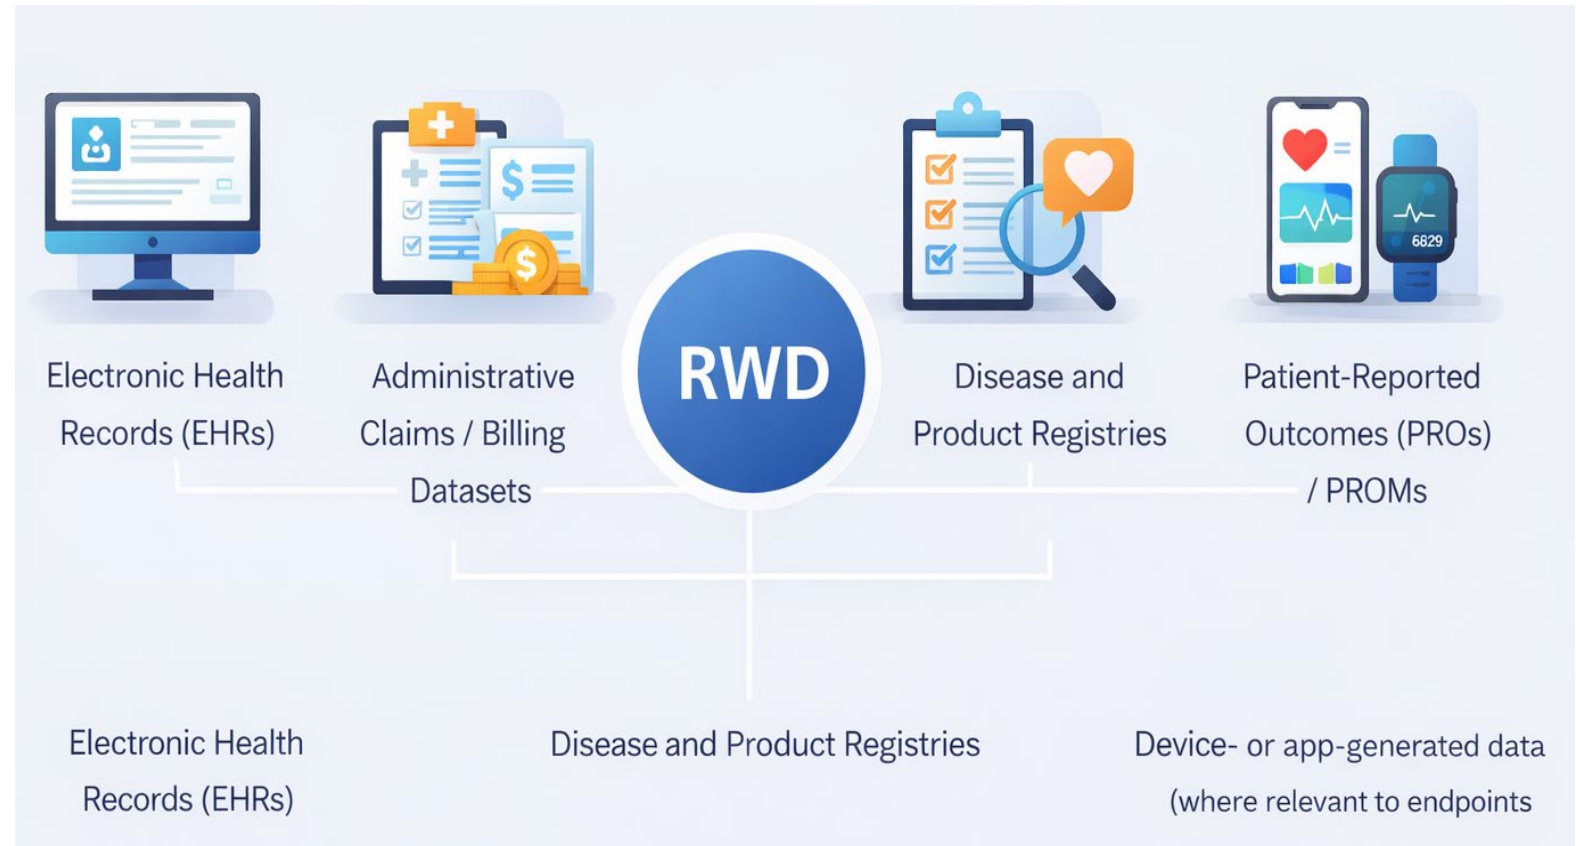 $
$
6829
RWD
Electronic Health
Records (EHRs)
Administrative
Claims / Billing
Datasets
Disease and
Product Registries
Patient-Reported
Outcomes (PROs)
/ PROMs
Electronic Health
Records (EHRs)
Disease and Product Registries
Device- or app-generated data
(where relevant to endpoints